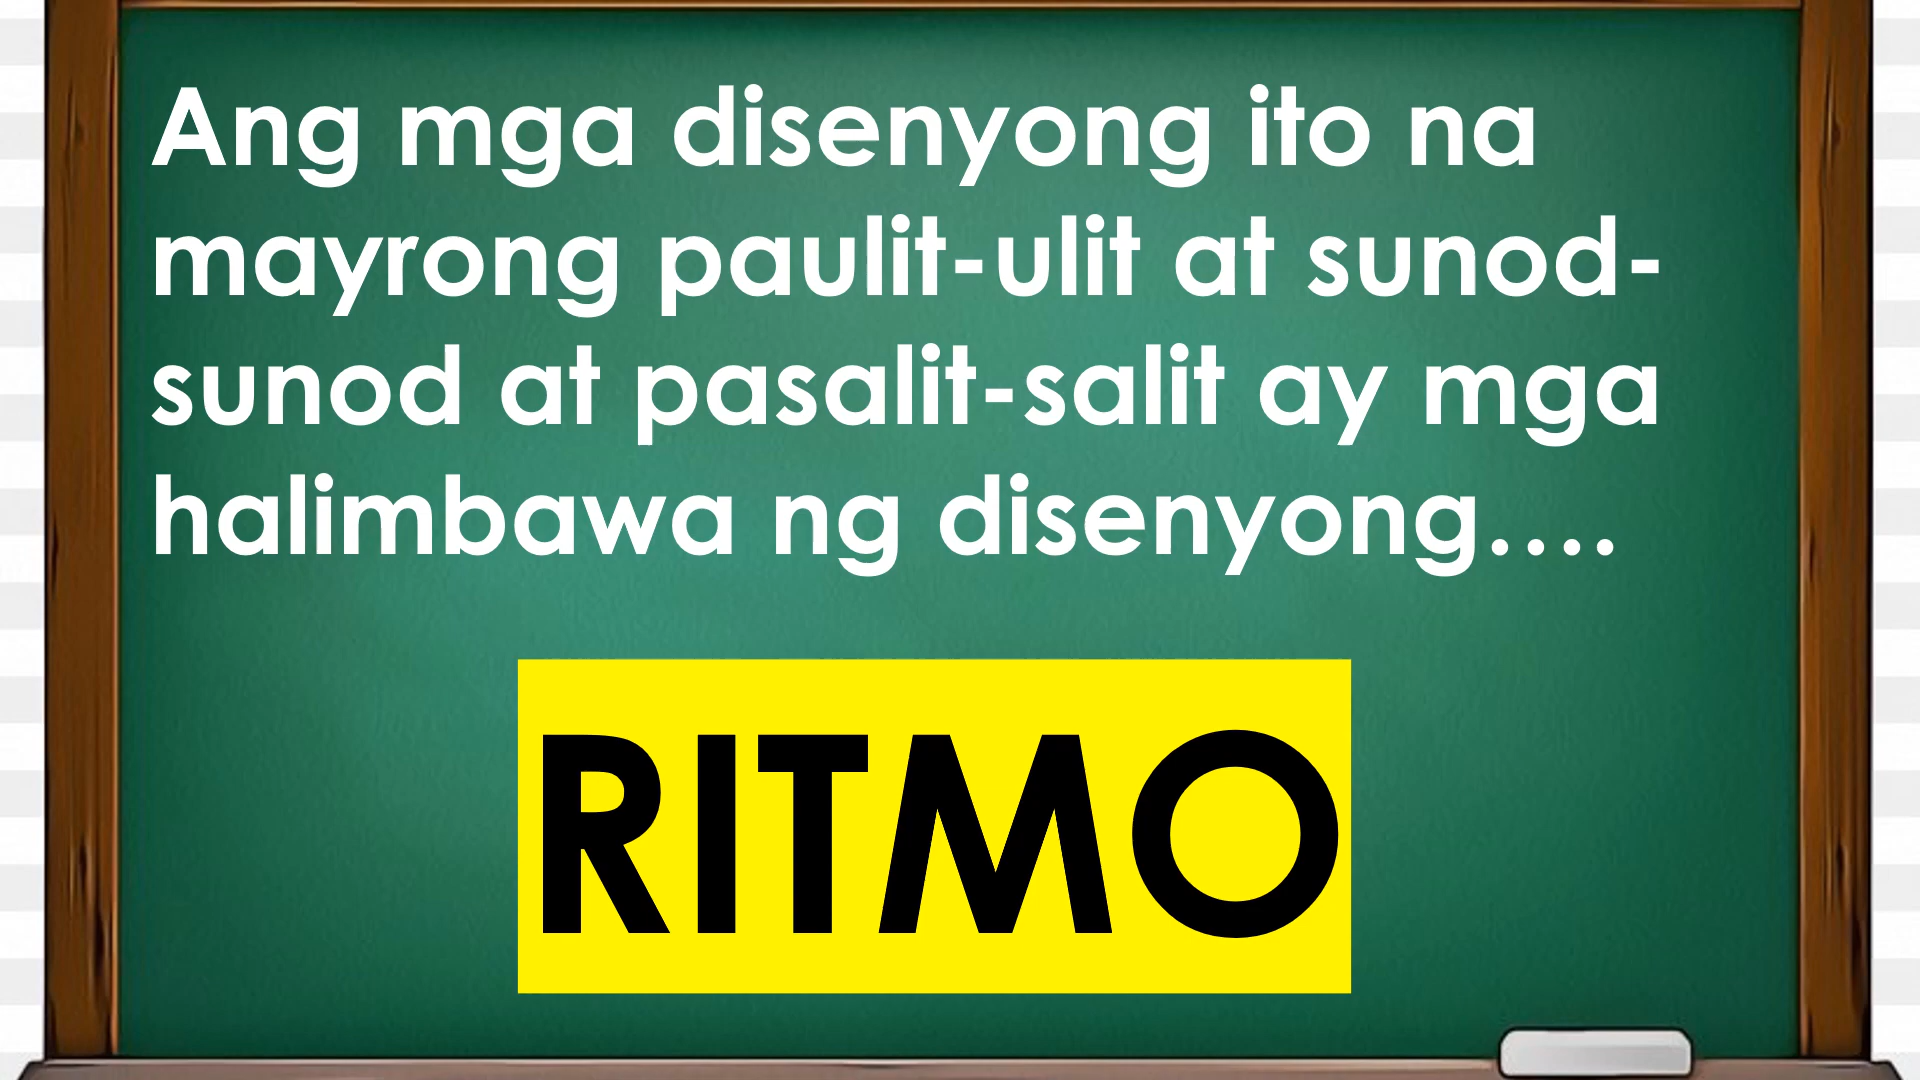 Ang mga disenyong ito na
mayrong paulit-ulit at sunod-
sunod at pasalit-salit ay mga
halimbawa ng disenyong....
RITMO